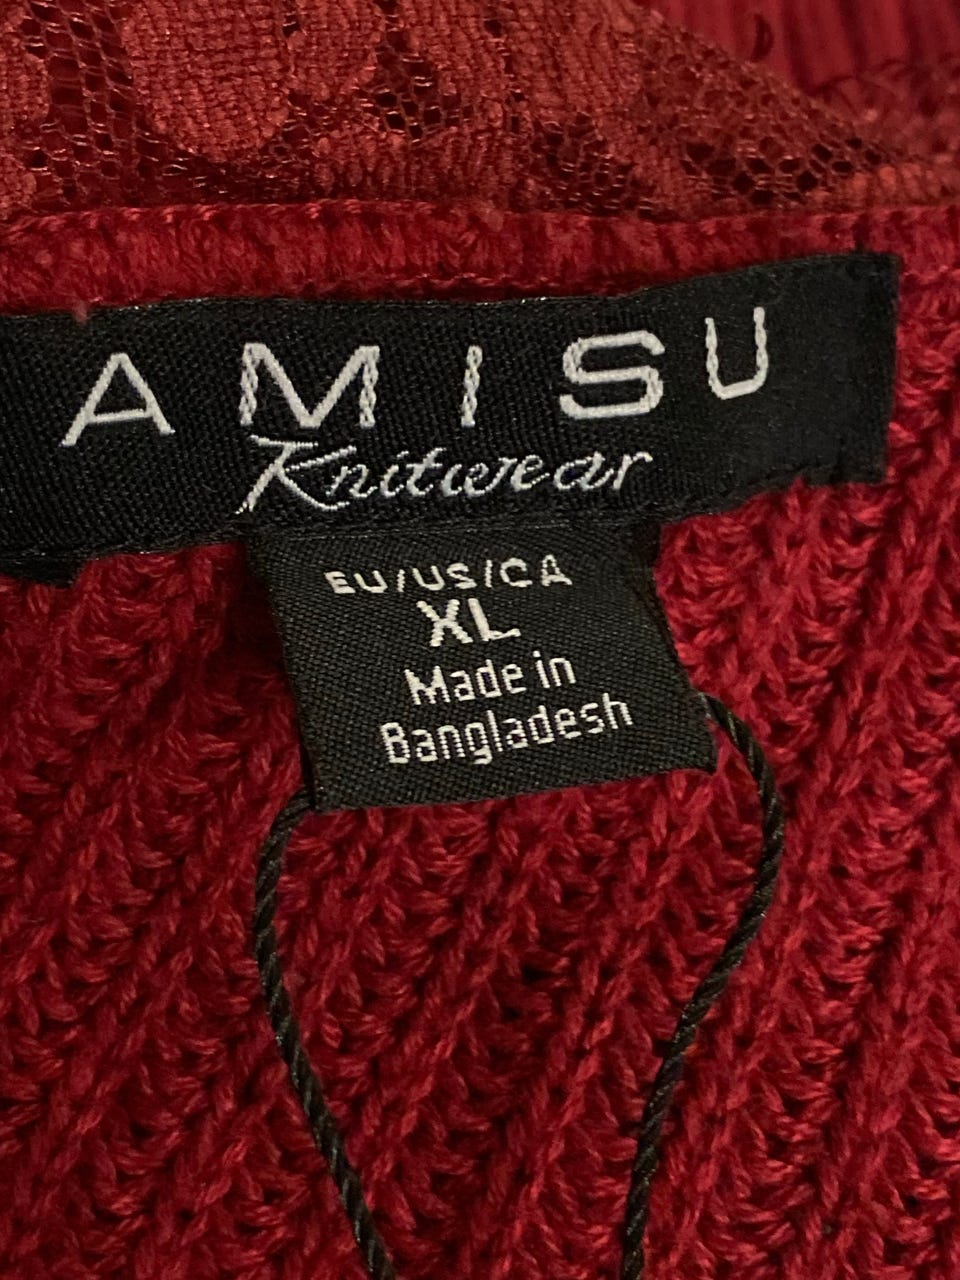 AMISU
Knitwear
EU/US/CA
XL
Made in
Bangladesh